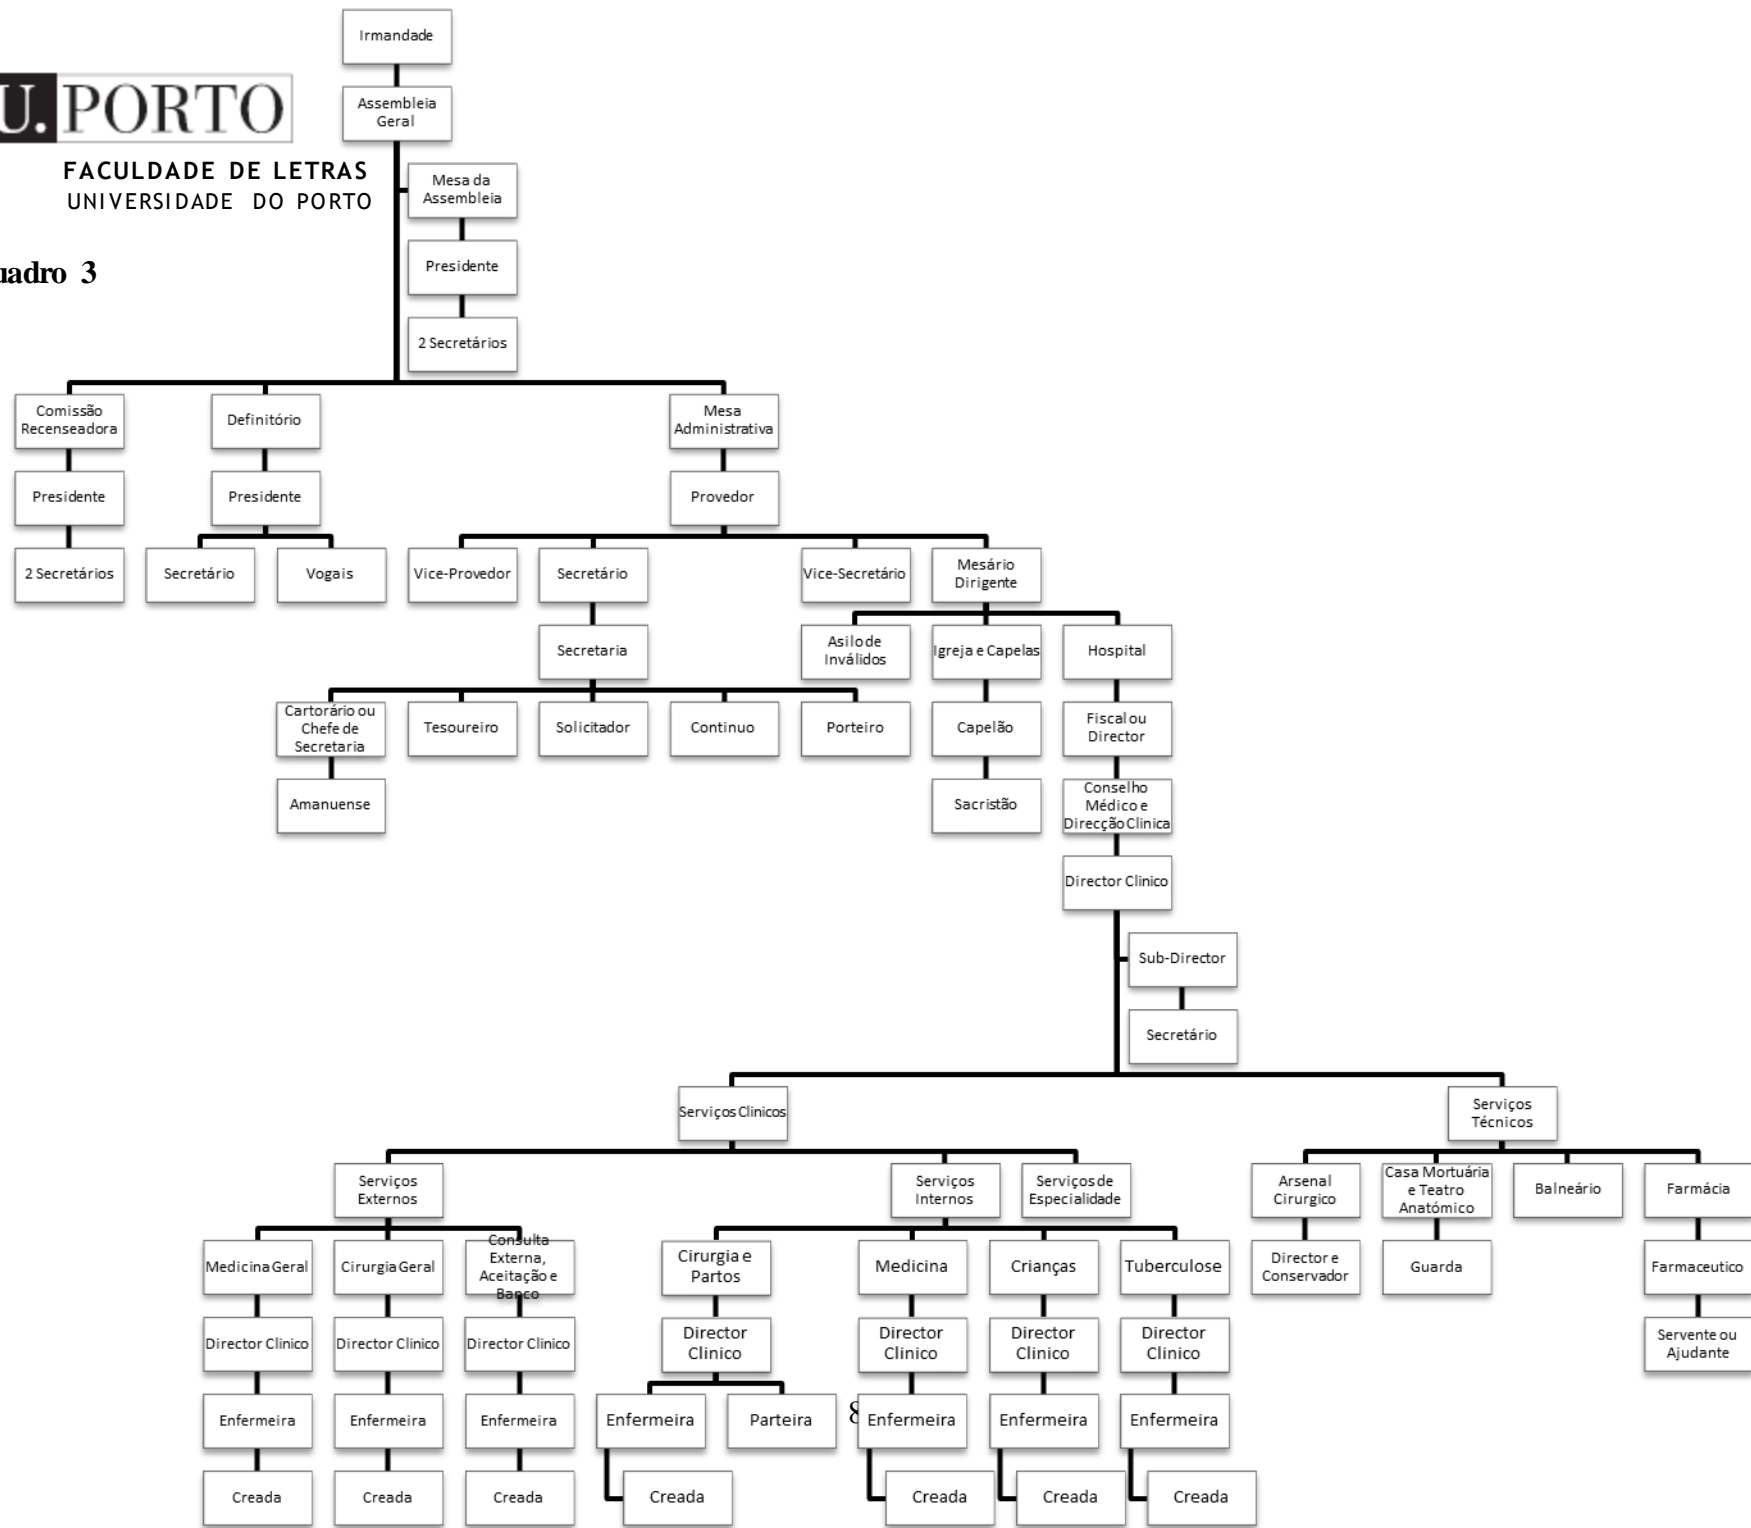 Irmandade
U. PORTO
Assembleia
Geral
FACULDADE DE LETRAS
UNIVERSIDADE DO PORTO
Mesa da
Assembleia
Presidente
uadro 3
2 Secretários
Comissão
Recenseadora
Definitório
Mesa
Administrativa
Presidente
Presidente
Provedor
2 Secretários
Secretário
Vogais
Vice-Provedor
Secretário
Vice-Secretário
Mesário
Dirigente
Secretaria
Asilo de
Inválidos
Igreja e Capelas
Hospital
Cartorário ou
Chefe de
Secretaria
Tesoureiro
Solicitador
Continuo
Porteiro
Capelão
Fiscal ou
Director
Amanuense
Sacristão
Conselho
Médico e
Direcção Clinica
Director Clinico
Sub-Director
Secretário
Serviços Clinicos
Serviços
Técnicos
Serviços
Externos
Serviços
Internos
Serviços de
Especialidade
Arsenal
Cirurgico
Casa Mortuária
e Teatro
Anatómico
Balneário
Farmácia
Medicina Geral
Cirurgia Geral
Consulta
Externa,
Aceitação e
Banco
Cirurgia e
Partos
Medicina
Crianças
Tuberculose
Director e
Conservador
Guarda
Farmaceutico
Director Clinico
Director Clinico
Director Clinico
Director
Clinico
Director
Clinico
Director
Clinico
Director
Clinico
Servente ou
Ajudante
Enfermeira
Enfermeira
Enfermeira
Enfermeira
Parteira
8
Enfermeira
Enfermeira
Enfermeira
Creada
Creada
Creada
Creada
Creada
Creada
Creada